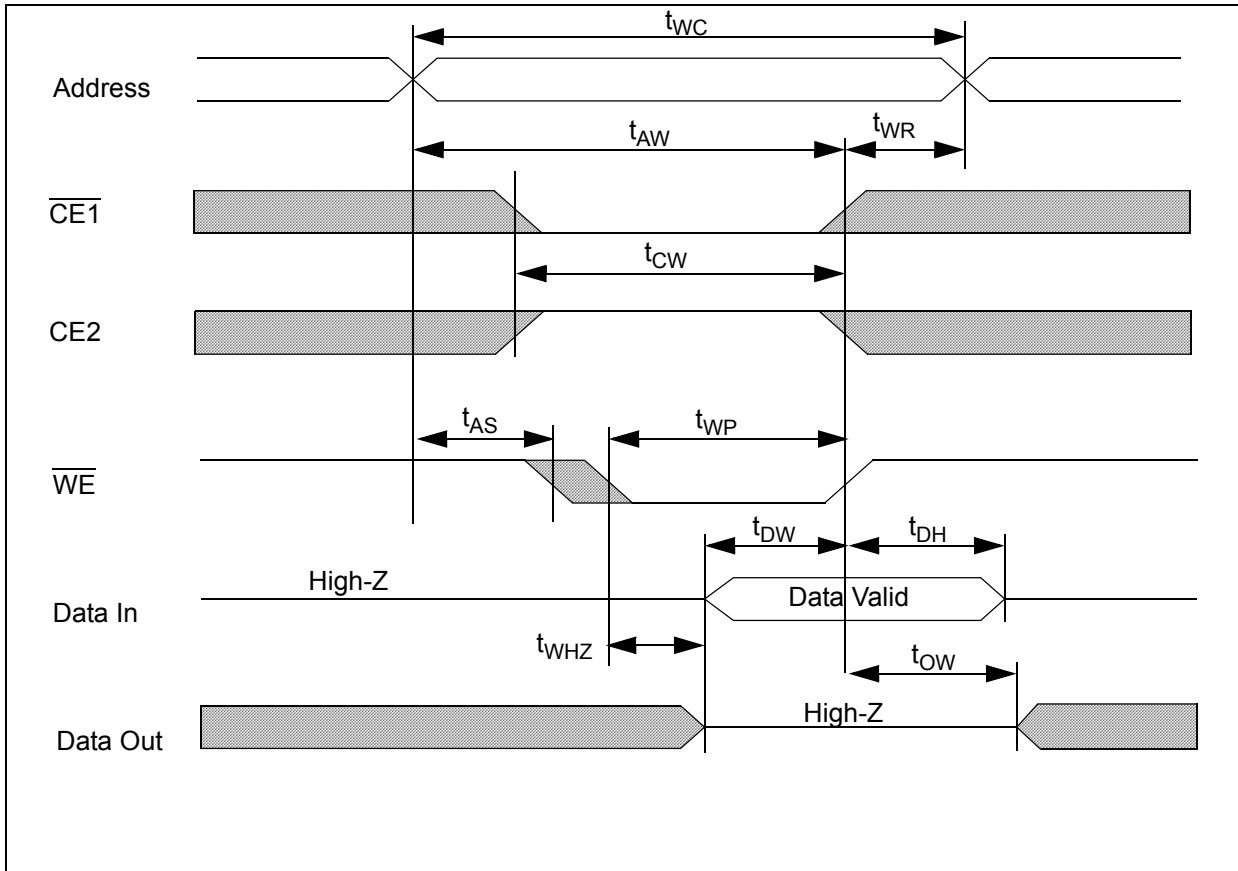 tWC
Address
tAW
tWR
CE1
tCW
CE2
tAS
tWP
WE
tDW
tDH
High-Z
Data Valid
Data In
tWHZ
tOW
High-Z
Data Out